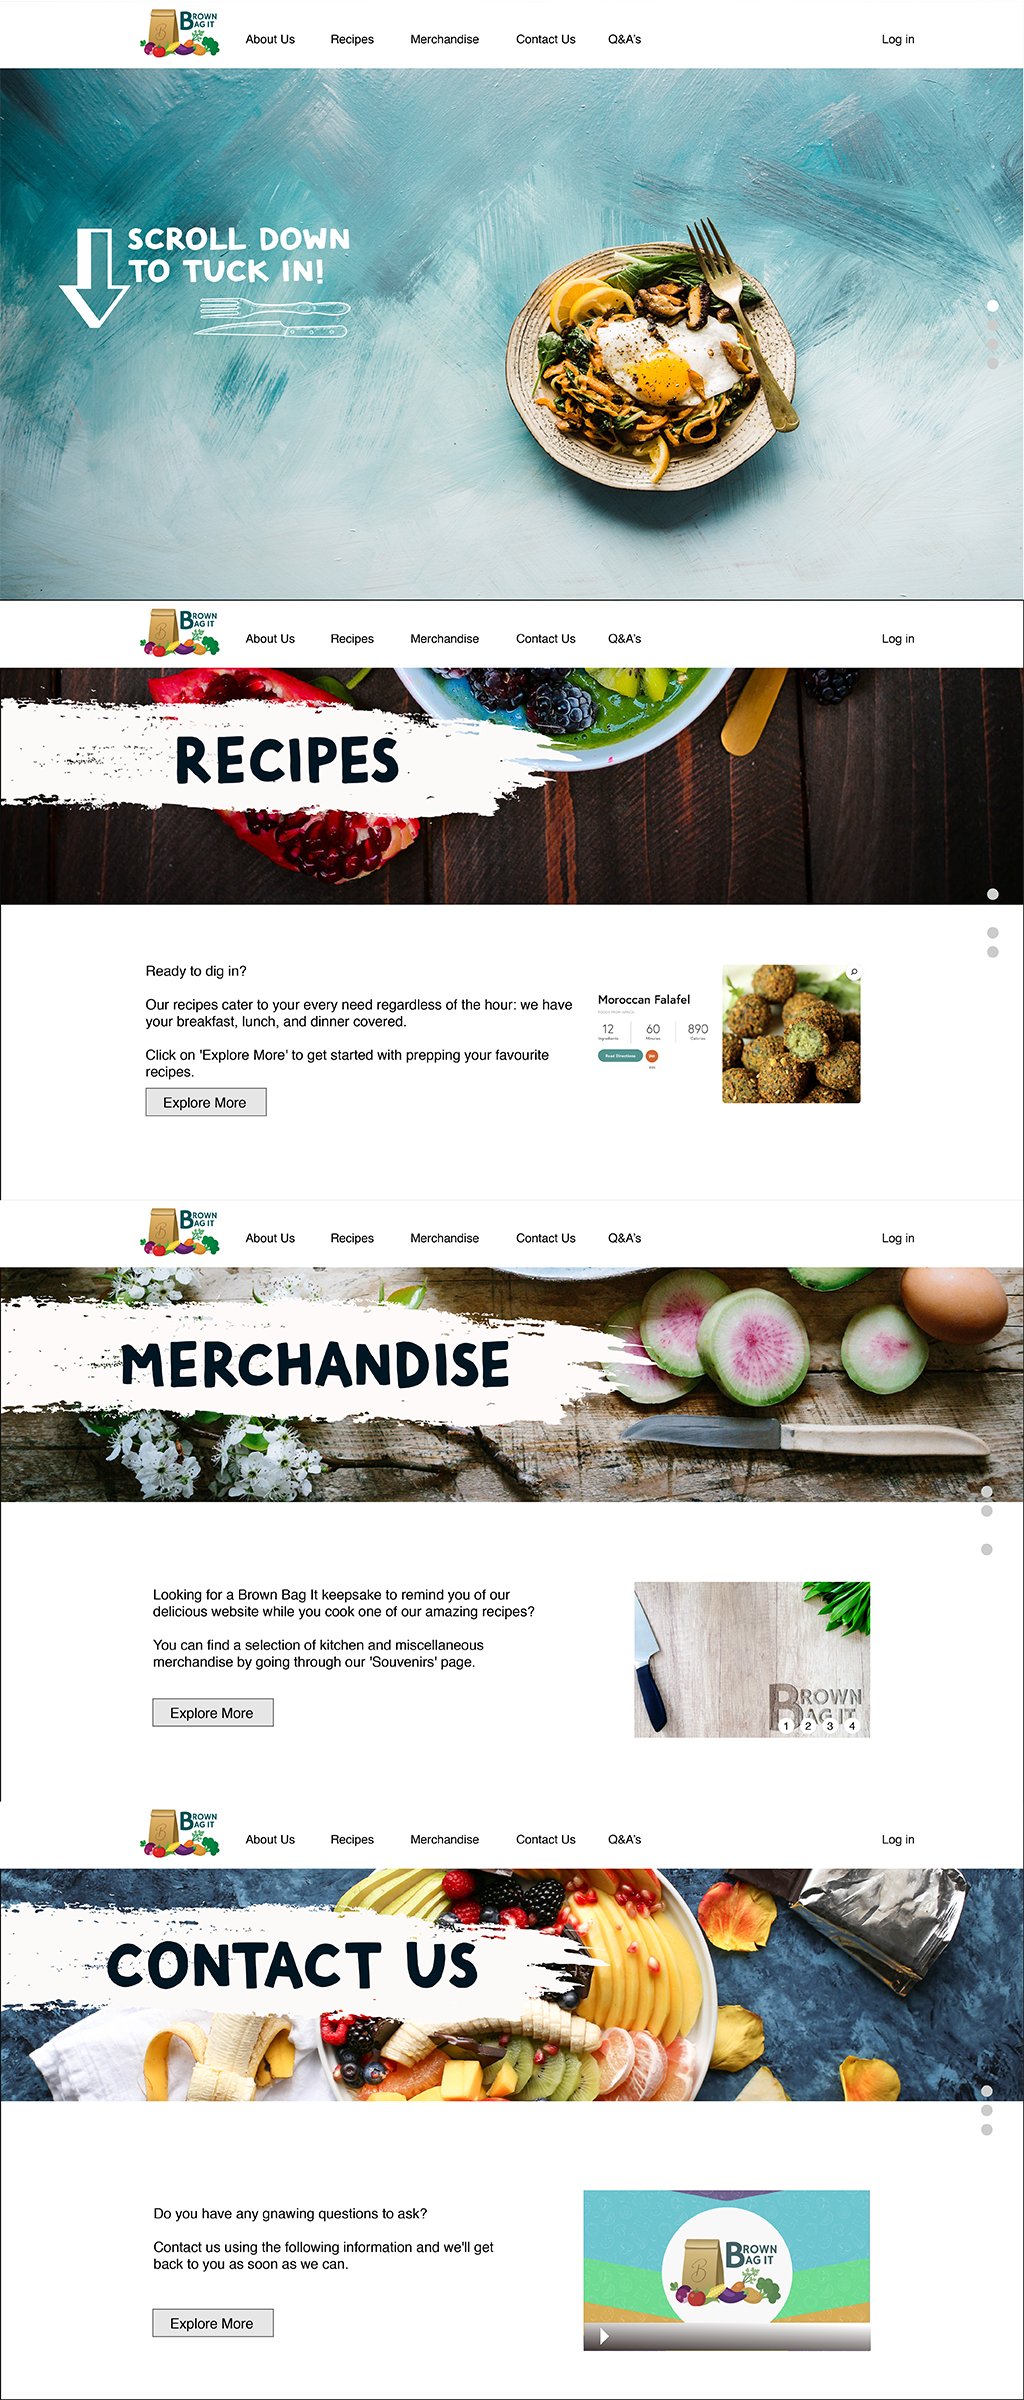 BROWN
BAG IT
B
About Us Recipes Merchandise Contact Us Q&A's Log in
SCROLL DOWN
TO TUCK IN!
BROWN
BAG IT
B
About Us Recipes Merchandise Contact Us Q&A's Log in
RECIPES
Ready to dig in?
Our recipes cater to your every need regardless of the hour: we have
your breakfast, lunch, and dinner covered.
Click on 'Explore More' to get started with prepping your favourite
recipes.
Explore More
Moroccan Falafel
12 60 890
Ingredients Minutes Calories
Read Directions
BROWN
BAG IT
B
About Us Recipes Merchandise Contact Us Q&A's Log in
MERCHANDISE
Looking for a Brown Bag It keepsake to remind you of our
delicious website while you cook one of our amazing recipes?
You can find a selection of kitchen and miscellaneous
merchandise by going through our 'Souvenirs' page.
Explore More
BROWN
BAG IT
1 2 3 4
BROWN
BAG IT
B
About Us Recipes Merchandise Contact Us Q&A's Log in
CONTACT US
Do you have any gnawing questions to ask?
Contact us using the following information and we'll get
back to you as soon as we can.
Explore More
BROWN
BAG IT
B